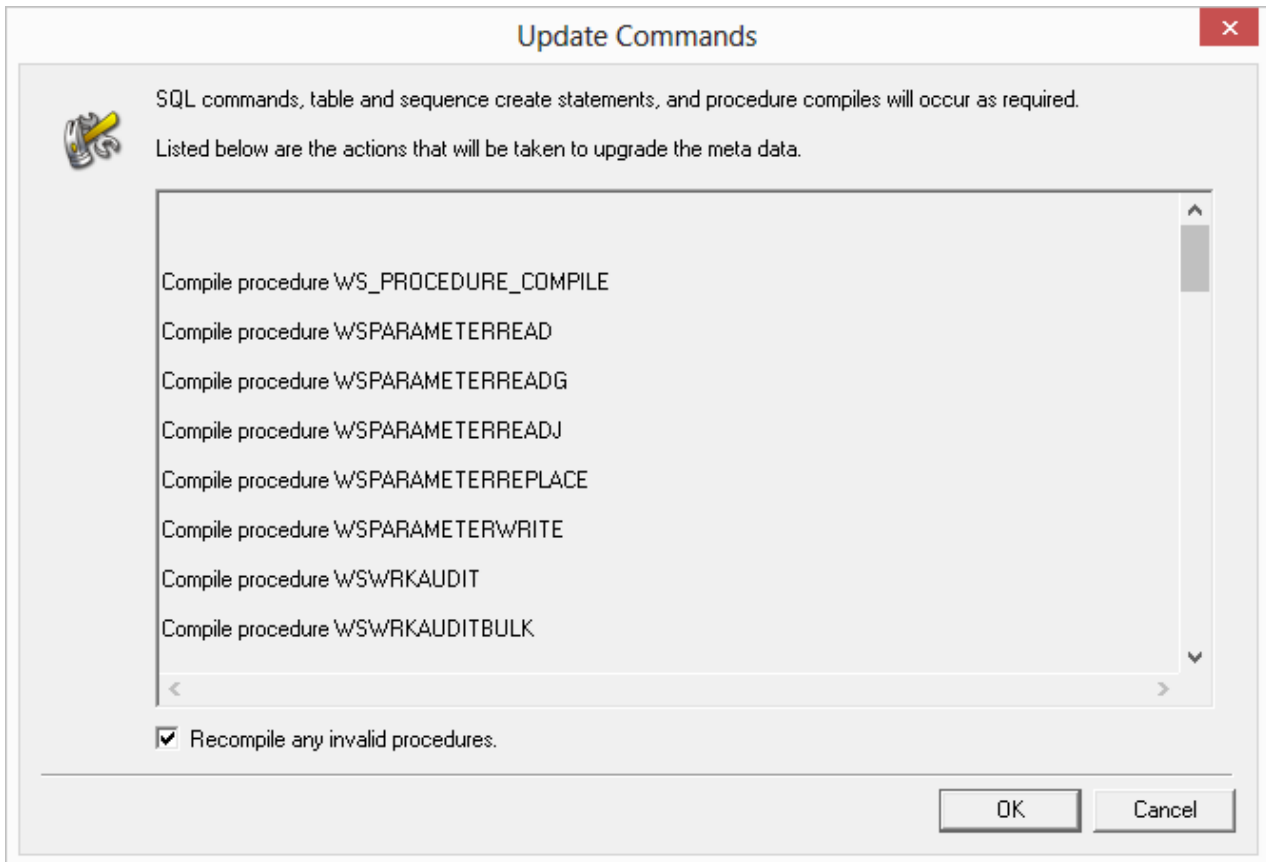 Update Commands
SQL commands, table and sequence create statements, and procedure compiles will occur as required.
Listed below are the actions that will be taken to upgrade the meta data.
Compile procedure WS_PROCEDURE_COMPILE
Compile procedure WSPARAMETERREAD
Compile procedure WSPARAMETERREADG
Compile procedure WSPARAMETERREADJ
Compile procedure WSPARAMETERREPLACE
Compile procedure WSPARAMETERWRITE
Compile procedure WSWRKAUDIT
Compile procedure WSWRKAUDITBULK
Recompile any invalid procedures.
OK Cancel